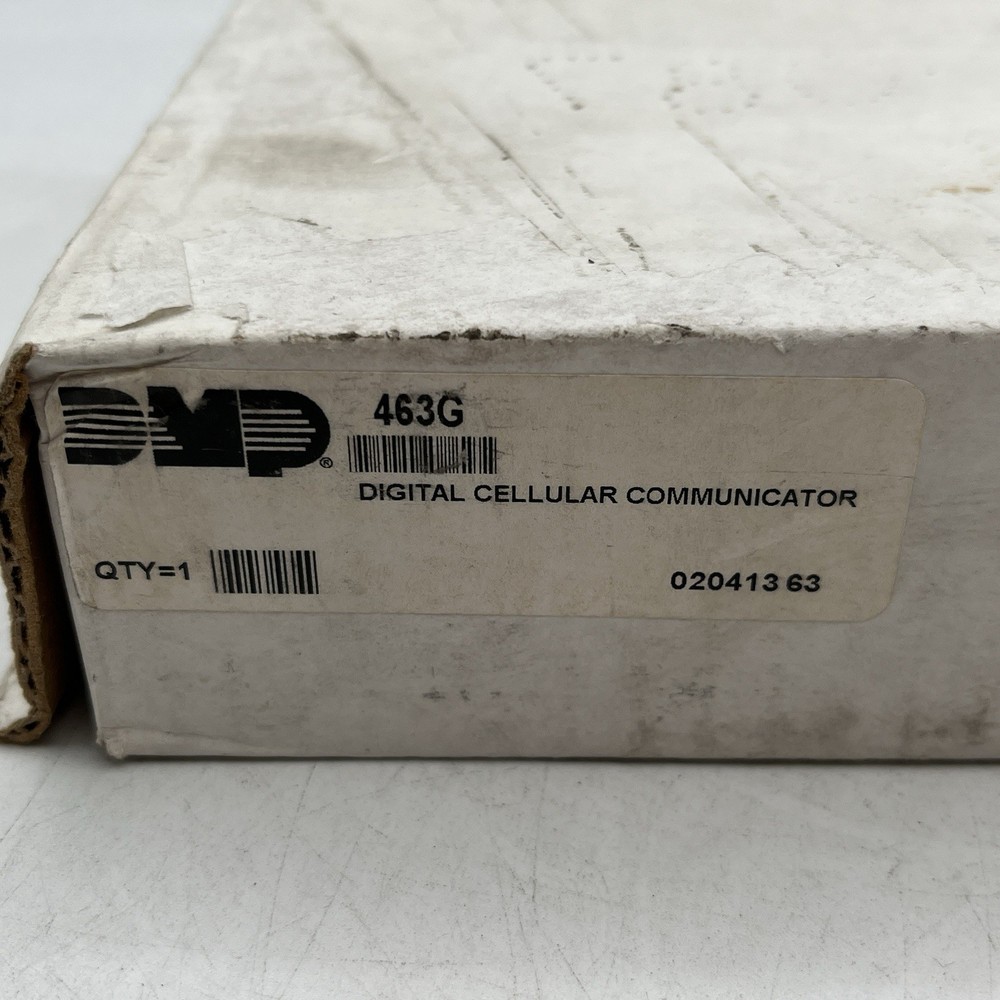 DMP® 463G
DIGITAL CELLULAR COMMUNICATOR
QTY=1
020413 63